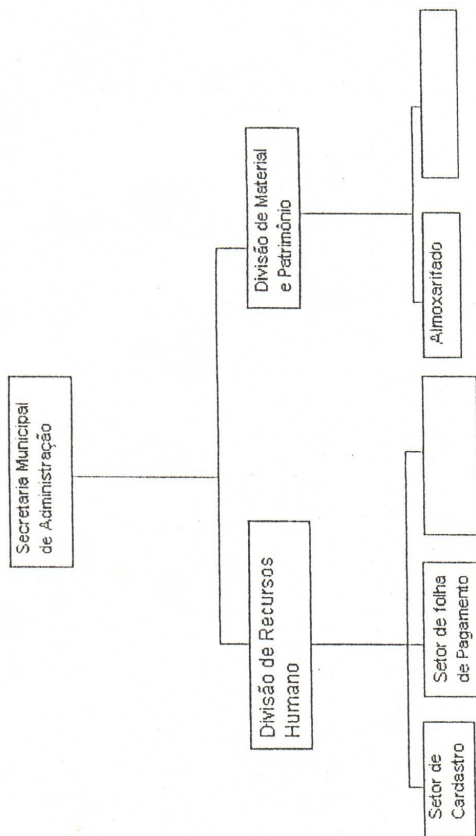 Secretaria Municipal
de Administração
Divisão de Recursos
Humano
Divisão de Material
e Patrimônio
Setor de
Cardastro
Setor de folha
de Pagamento
Almoxarifado